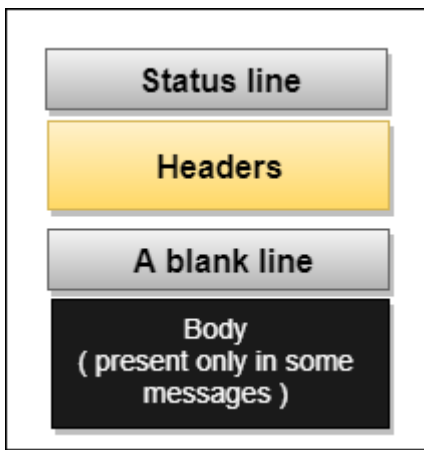 Status line
Headers
A blank line
Body
( present only in some
messages )